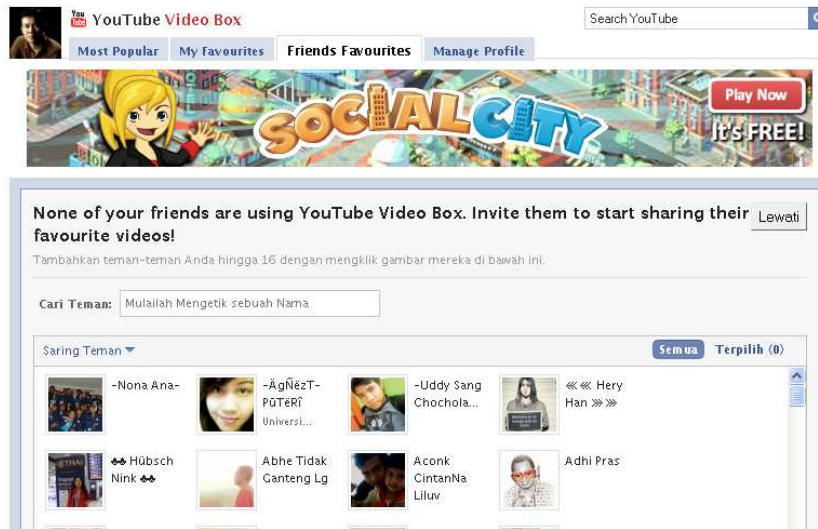 You Tube YouTube Video Box
Search YouTube
Most Popular My Favourites Friends Favourites Manage Profile
SOCIAL CITY
Play Now
It's FREE!
None of your friends are using YouTube Video Box. Invite them to start sharing their
favourite videos!
Lewati
Tambahkan teman-teman Anda hingga 16 dengan mengklik gambar mereka di bawah ini.
Cari Teman: Mulailah Mengetik sebuah Nama
Saring Teman
Semua Terpilih (0)
-Nona Ana-
-ÄgÑëzT-
PûTëRî
Universi...
-Uddy Sang
Chochola...
⋘⋘ Hery
Han ⋙⋙
Hübsch
Nink
Abhe Tidak
Ganteng Lg
Aconk
CintanNa
Liluv
Adhi Pras